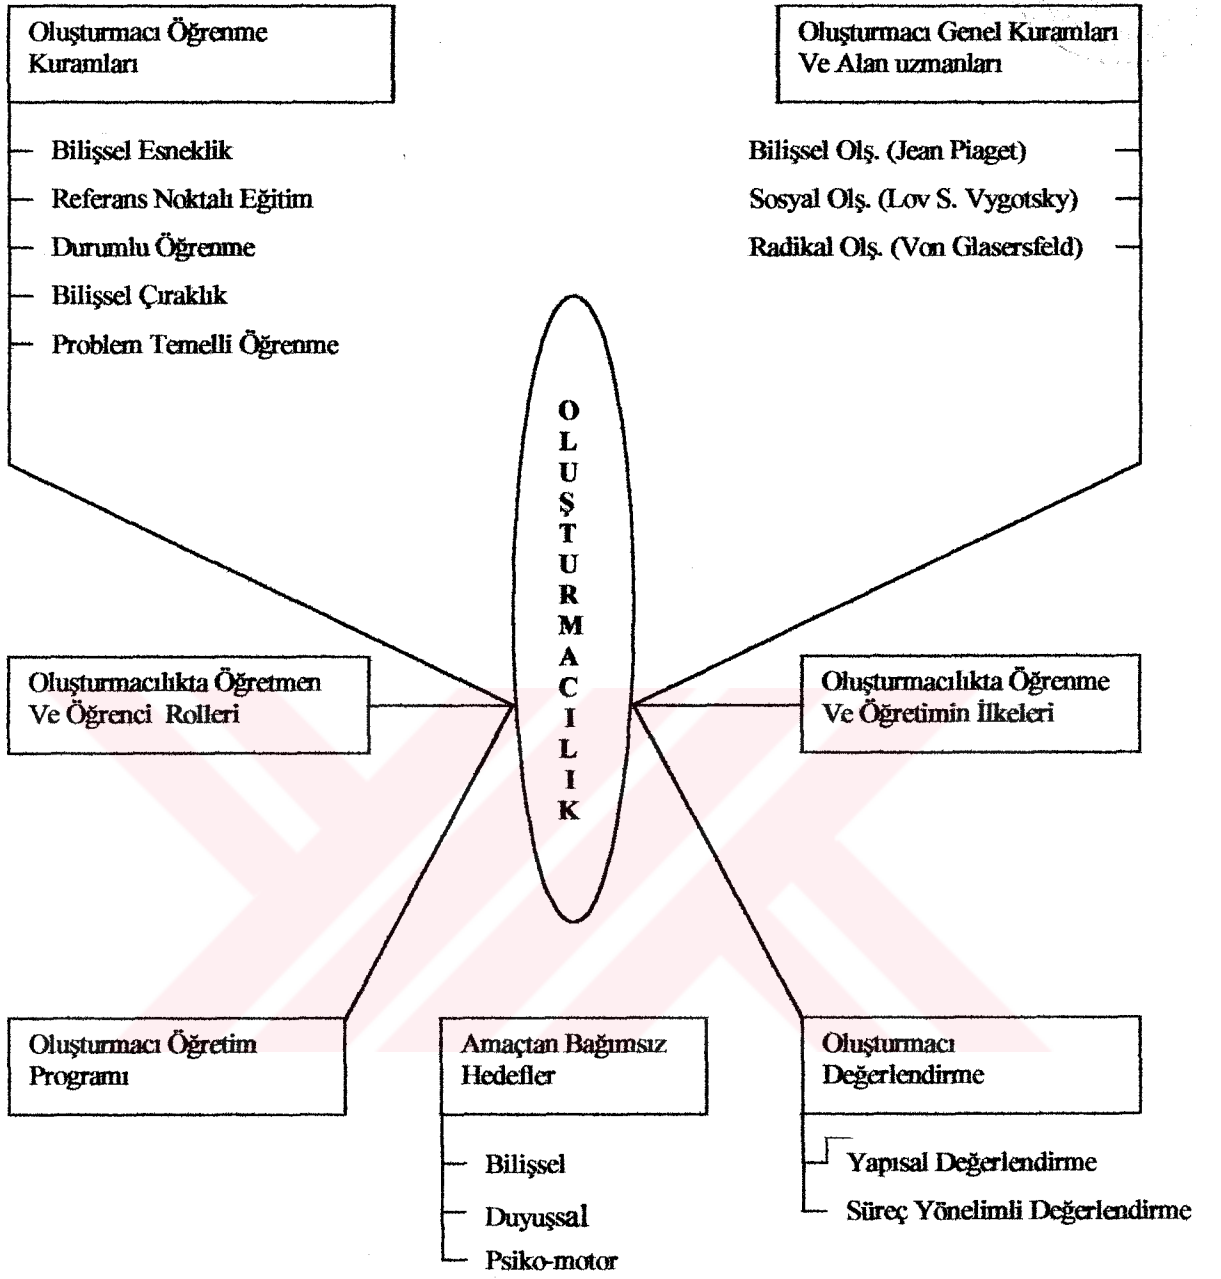 Oluşturmacı Öğrenme
Kuramları
Bilişsel Esneklik
Referans Noktalı Eğitim
Durumlu Öğrenme
Bilişsel Çıraklık
Problem Temelli Öğrenme
Oluşturmacı Genel Kuramları
Ve Alan uzmanları
Bilişsel Olş. (Jean Piaget)
Sosyal Olş. (Lov S. Vygotsky)
Radikal Olş. (Von Glasersfeld)
O
L
U
Ş
T
U
R
M
A
C
I
L
I
K
Oluşturmacılıkta Öğretmen
Ve Öğrenci Rolleri
Oluşturmacılıkta Öğrenme
Ve Öğretimin İlkeleri
Oluşturmacı Öğretim
Programı
Amaçtan Bağımsız
Hedefler
Bilişsel
Duyuşsal
Psiko-motor
Oluşturmacı
Değerlendirme
Yapısal Değerlendirme
Süreç Yönelimli Değerlendirme